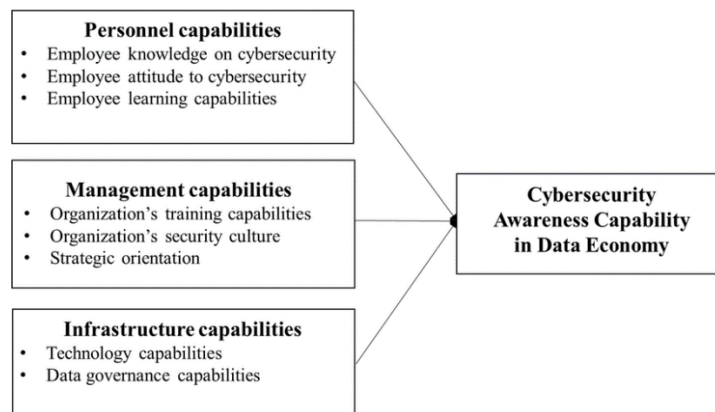 Personnel capabilities
• Employee knowledge on cybersecurity
• Employee attitude to cybersecurity
• Employee learning capabilities
Management capabilities
• Organization's training capabilities
• Organization's security culture
• Strategic orientation
Infrastructure capabilities
• Technology capabilities
• Data governance capabilities
Cybersecurity
Awareness Capability
in Data Economy